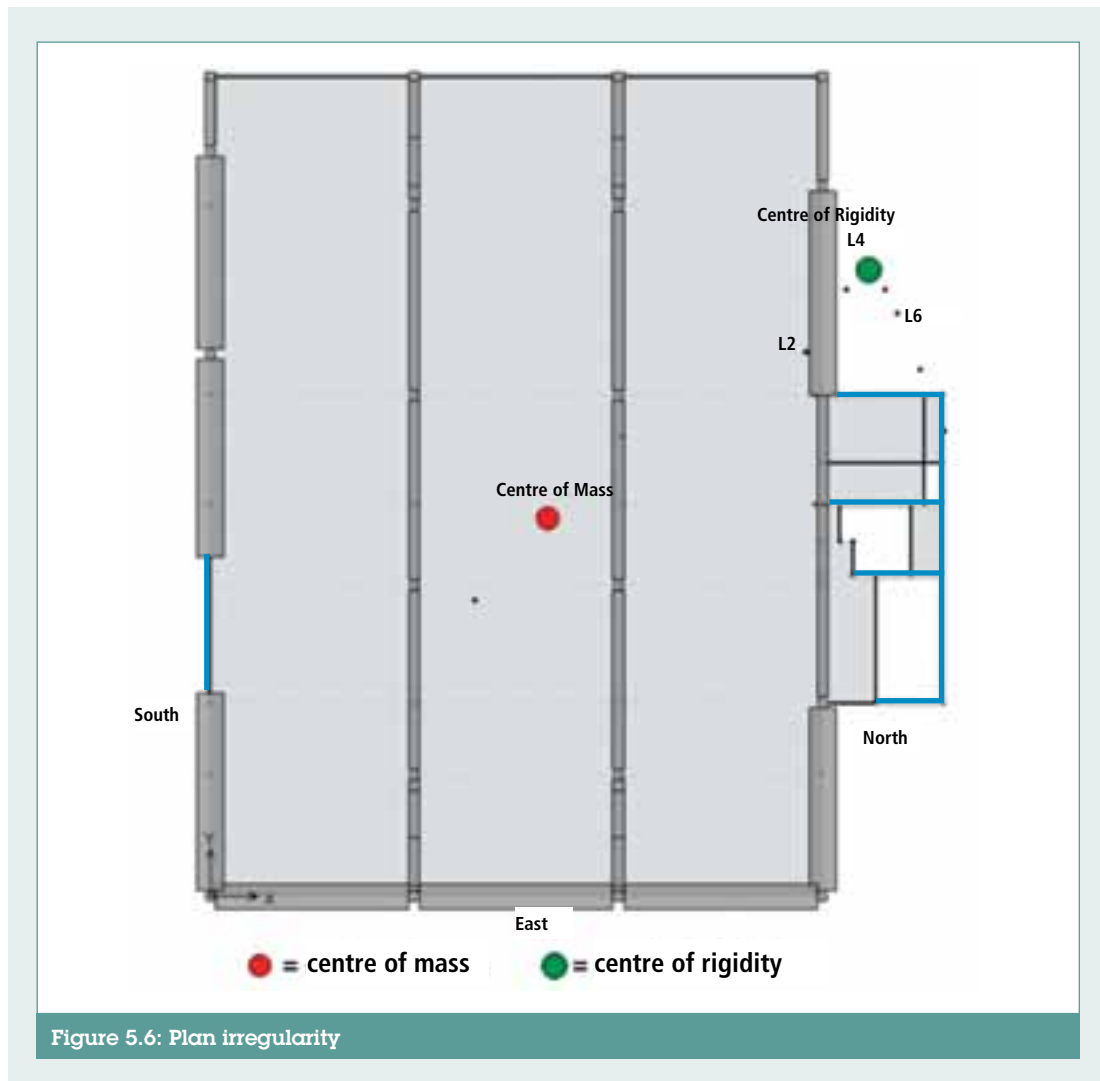 Centre of Rigidity
L4
L6
L2
Centre of Mass
South
North
Y
x
East
= centre of mass
= centre of rigidity
Figure 5.6: Plan irregularity